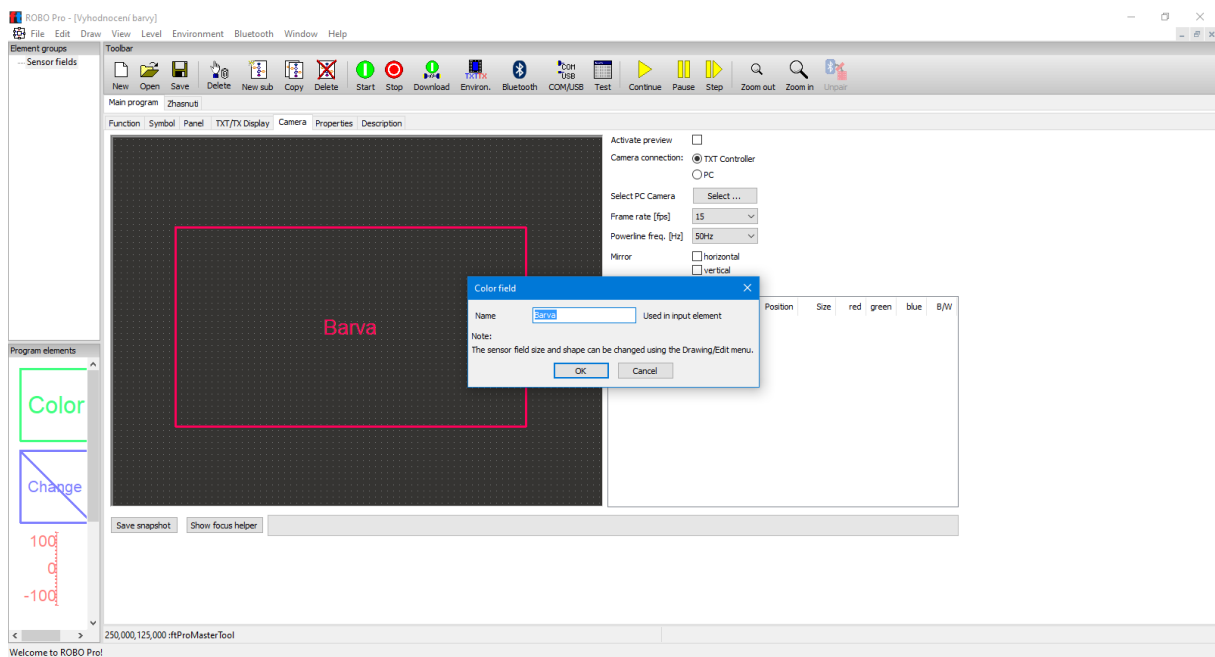 ROBO Pro - [Vyhodnocení barvy]
File Edit Draw View Level Environment Bluetooth Window Help
Element groups
Toolbar
Sensor fields
New Open Save Delete New sub Copy Delete Start Stop Download Environ. Bluetooth COM/USB Test Continue Pause Step Zoom out Zoom in Unpair
Main program Zhasnuti
Function Symbol Panel TXT/TX Display Camera Properties Description
Activate preview
Camera connection: TXT Controller
PC
Select PC Camera Select ...
Frame rate [fps] 15
Powerline freq. [Hz] 50Hz
Mirror horizontal
vertical
Barva
Color field
Name Barva Used in input element
Note:
The sensor field size and shape can be changed using the Drawing/Edit menu.
OK Cancel
Position Size red green blue B/W
Program elements
Color
Change
100
0
-100
Save snapshot Show focus helper
250,000,125,000 :ftProMasterTool
Welcome to ROBO Pro!